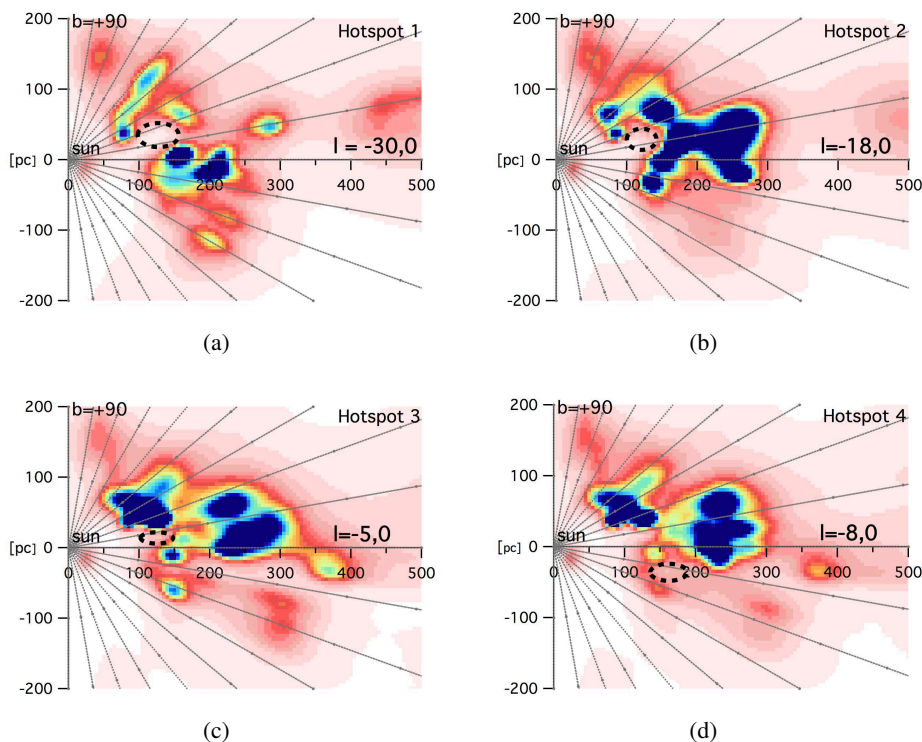 200
b=+90
Hotspot 1
100
sun
l = -30,0
[pc] 0
0 100 200 300 400 500
-100
-200
(a)
200
b=+90
Hotspot 2
100
sun
l=-18,0
[pc] 0
0 100 200 300 400 500
-100
-200
(b)
200
b=+90
Hotspot 3
100
sun
l=-5,0
[pc] 0
0 100 200 300 400 500
-100
-200
(c)
200
b=+90
Hotspot 4
100
sun
l=-8,0
[pc] 0
0 100 200 300 400 500
-100
-200
(d)